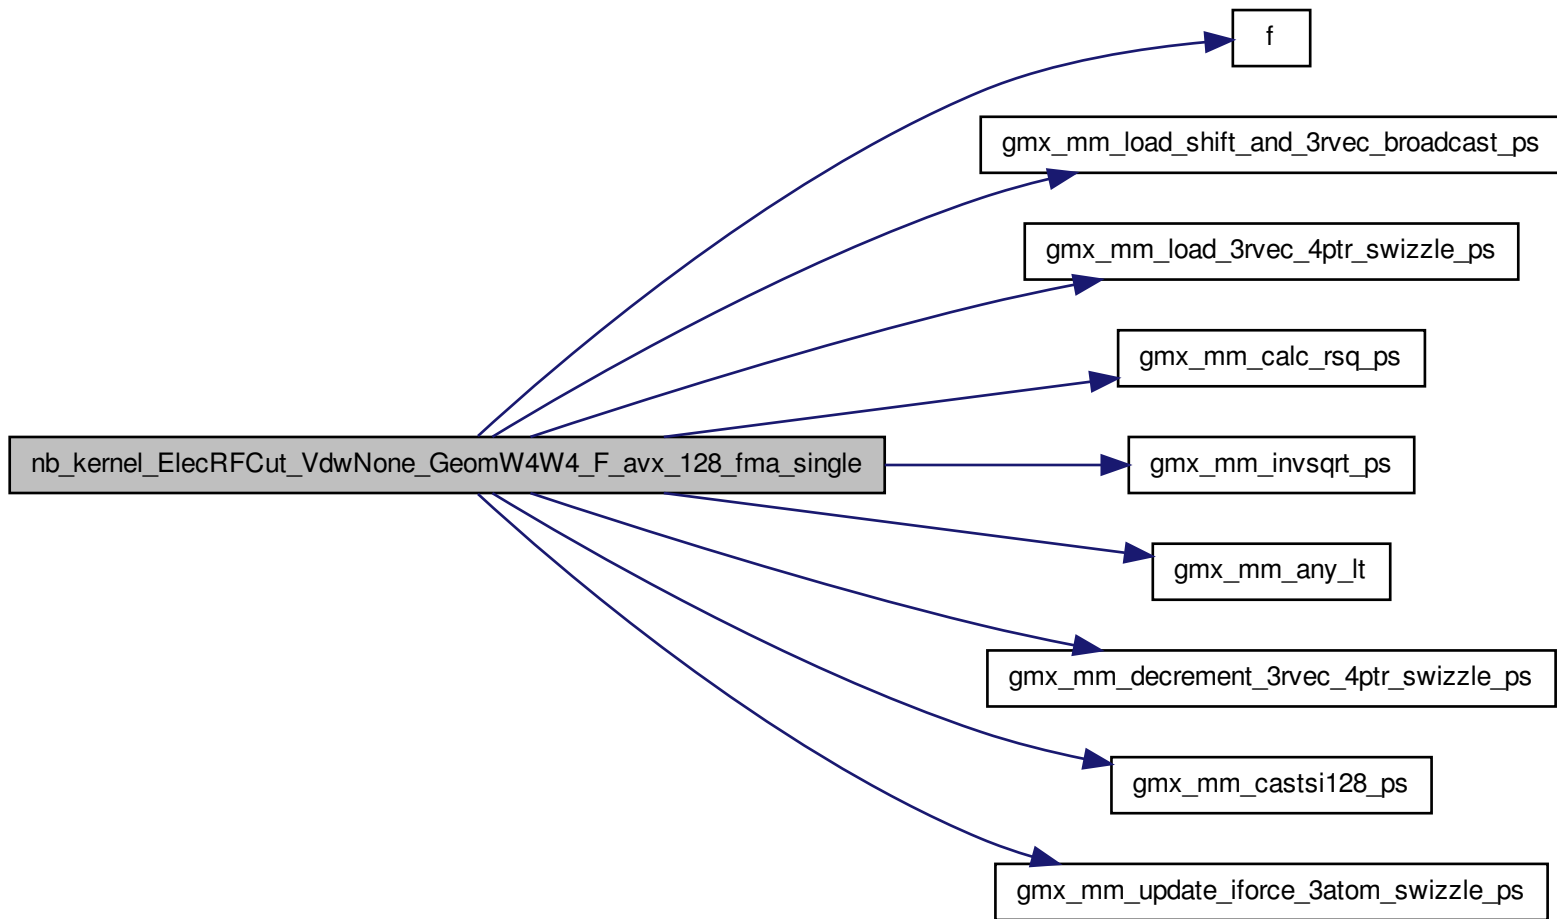 f
gmx_mm_load_shift_and_3rvec_broadcast_ps
gmx_mm_load_3rvec_4ptr_swizzle_ps
gmx_mm_calc_rsq_ps
nb_kernel_ElecRFCut_VdwNone_GeomW4W4_F_avx_128_fma_single
gmx_mm_invsqrt_ps
gmx_mm_any_lt
gmx_mm_decrement_3rvec_4ptr_swizzle_ps
gmx_mm_castsi128_ps
gmx_mm_update_iforce_3atom_swizzle_ps